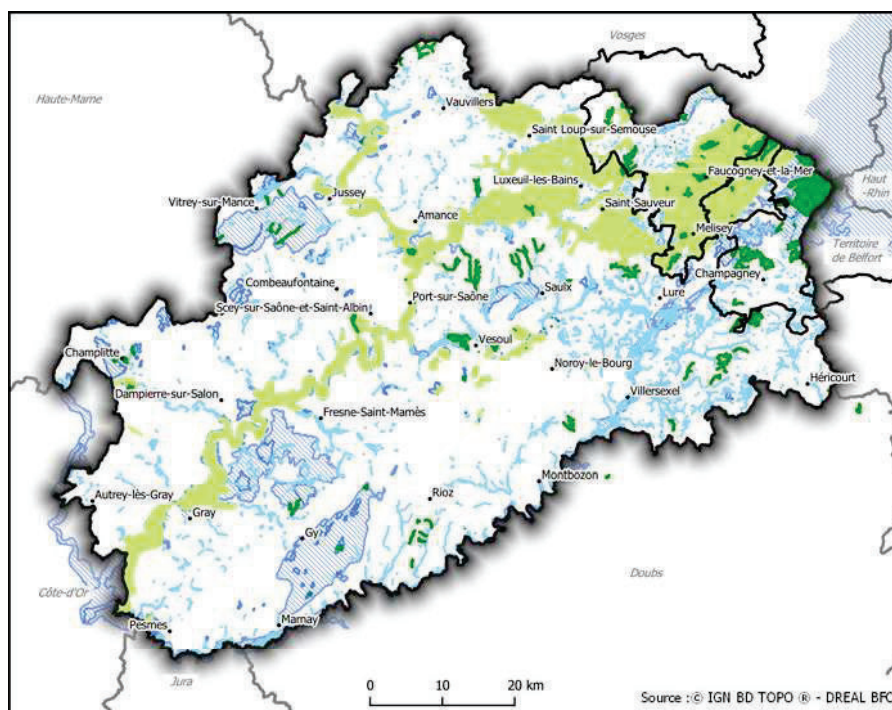 Vosges
Haute-Marne
Vauvillers
Saint Loup-sur-Semouse
Faucogney-et-la-Mer
Luxeuil-les-Bains
Haut
-Rhin
Vitrey-sur-Mance
Jussey
Saint-Sauveur
Amance
Melisey
Territoire
de Belfort
Combeaufontaine
Saulx
Champagney
Lure
Scey-sur-Saône-et-Saint-Albin
Port-sur-Saône
Vesoul
Champlitte
Noroy-le-Bourg
Héricourt
Dampierre-sur-Salon
Villersexel
Fresne-Saint-Mamès
Montbozon
Autrey-lès-Gray
Rioz
Gray
Gy
Doubs
Côte-d'Or
Pesmes
Marnay
Jura
0 10 20 km
Source :© IGN BD TOPO ® - DREAL BFC